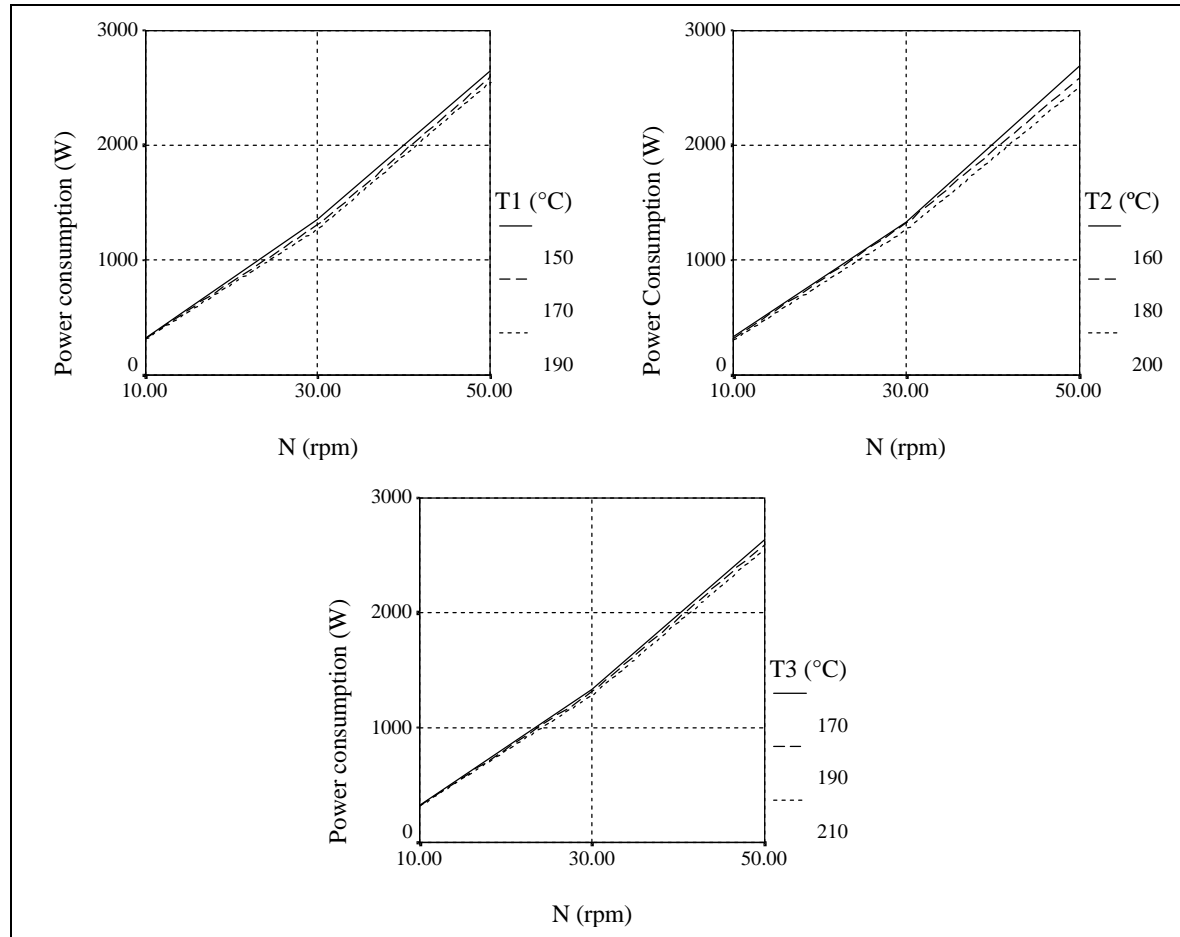 3000
2000
1000
0
Power consumption (W)
10.00 30.00 50.00
N (rpm)
T1 (°C)
150
170
190
3000
2000
1000
0
Power Consumption (W)
10.00 30.00 50.00
N (rpm)
T2 (ºC)
160
180
200
3000
2000
1000
0
Power consumption (W)
10.00 30.00 50.00
N (rpm)
T3 (°C)
170
190
210